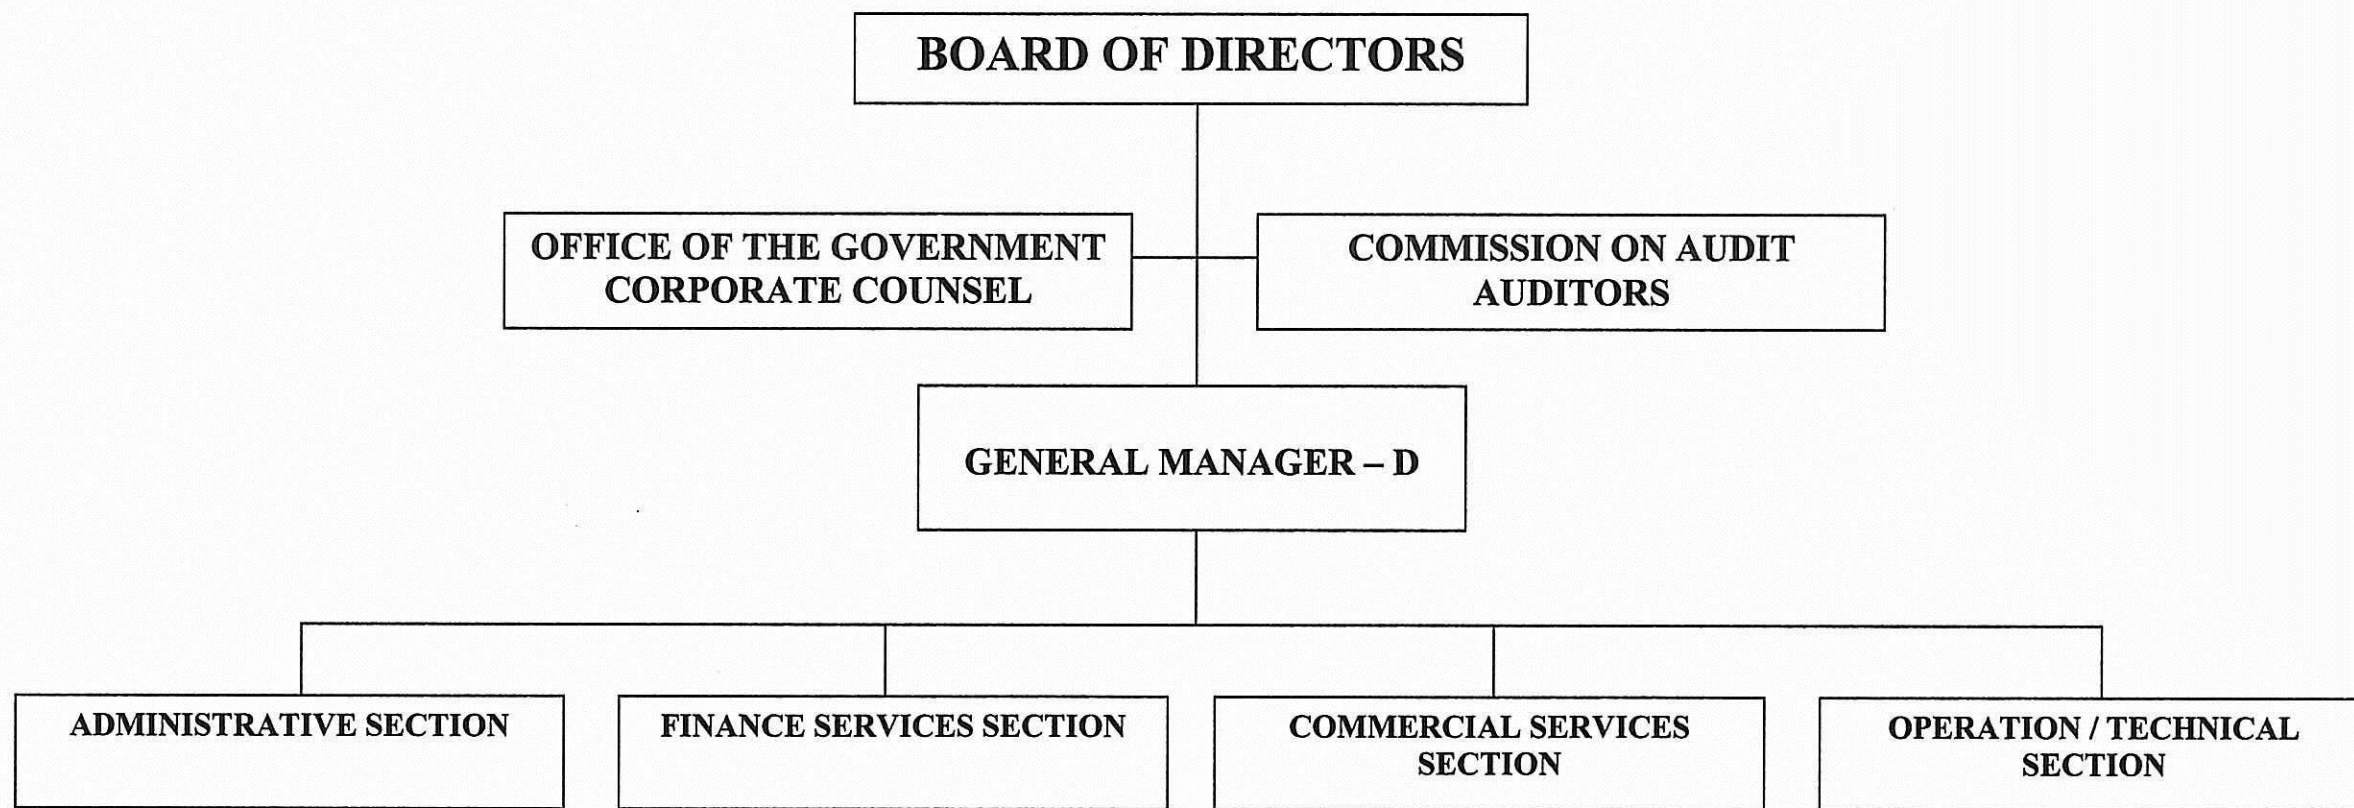 BOARD OF DIRECTORS
OFFICE OF THE GOVERNMENT
CORPORATE COUNSEL
COMMISSION ON AUDIT
AUDITORS
GENERAL MANAGER – D
ADMINISTRATIVE SECTION
FINANCE SERVICES SECTION
COMMERCIAL SERVICES
SECTION
OPERATION / TECHNICAL
SECTION